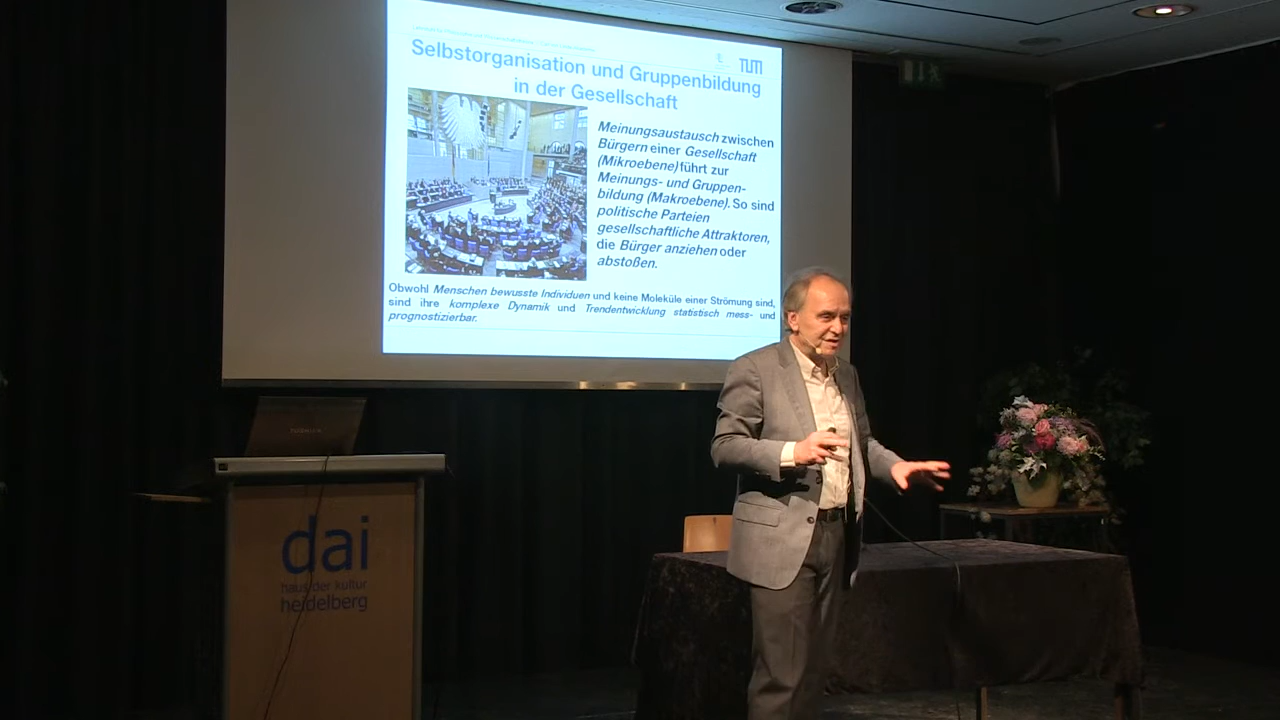 TUM
Selbstorganisation und Gruppenbildung
in der Gesellschaft
Meinungsaustausch zwischen
Bürgern einer Gesellschaft
(Mikroebene) führt zur
Meinungs- und Gruppen-
bildung (Makroebene). So sind
politische Parteien
gesellschaftliche Attraktoren,
die Bürger anziehen oder
abstoßen.
Obwohl Menschen bewusste Individuen und keine Moleküle einer Strömung sind,
sind ihre komplexe Dynamik und Trendentwicklung statistisch mess- und
prognostizierbar.
TOSHIBA
dai
haus der kultur
heidelberg